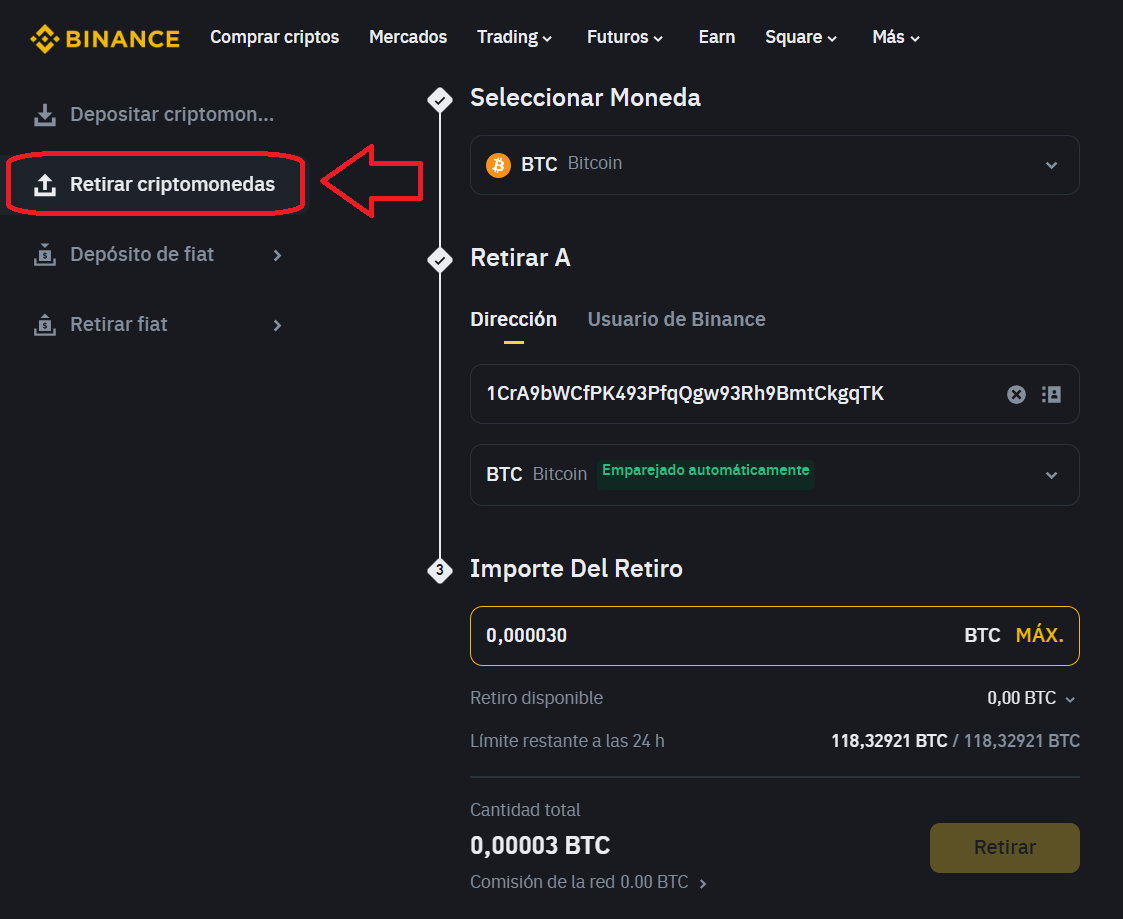 BINANCE Comprar criptos Mercados Trading Futuros Earn Square Más
Depositar criptomon...
Retirar criptomonedas
Depósito de fiat
Retirar fiat
Seleccionar Moneda
BTC Bitcoin
Retirar A
Dirección Usuario de Binance
1CrA9bWCfPK493PfqQgw93Rh9BmtCkgqTK
BTC Bitcoin Emparejado automáticamente
3 Importe Del Retiro
0,000030 BTC MÁX.
Retiro disponible 0,00 BTC
Límite restante a las 24 h 118,32921 BTC / 118,32921 BTC
Cantidad total
0,00003 BTC
Retirar
Comisión de la red 0.00 BTC